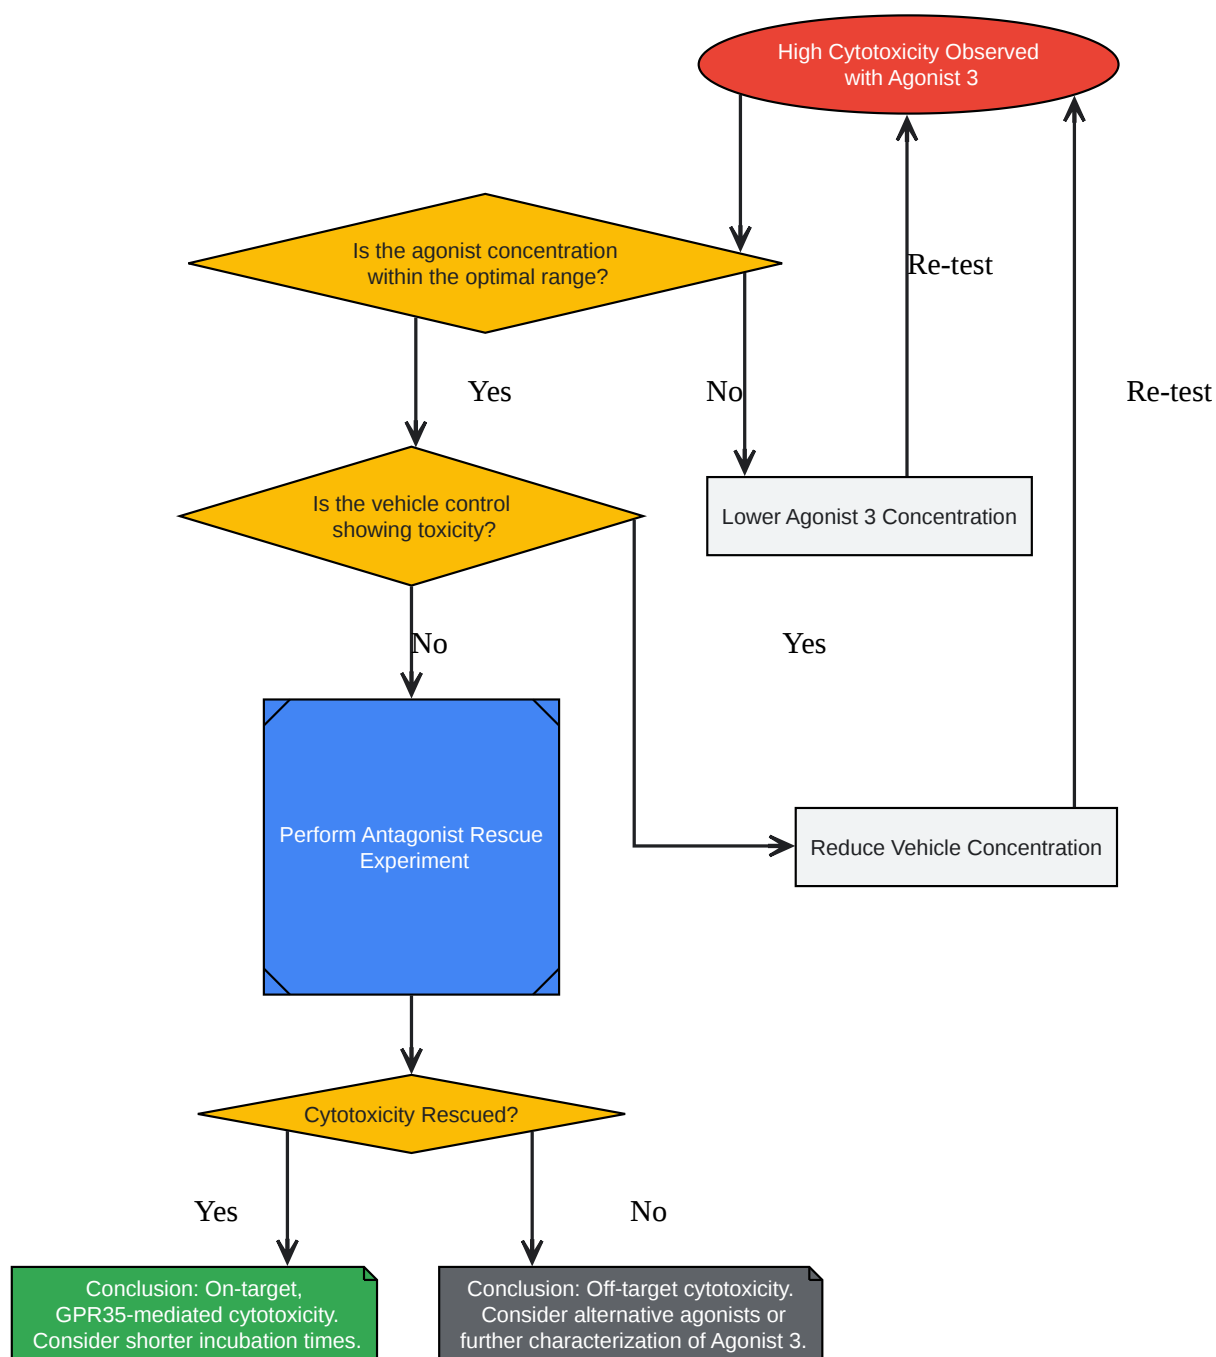 High Cytotoxicity Observed
with Agonist 3
Is the agonist concentration
within the optimal range?
Re-test
Yes
No
Re-test
Is the vehicle control
showing toxicity?
Lower Agonist 3 Concentration
No
Yes
Perform Antagonist Rescue
Experiment
Reduce Vehicle Concentration
Cytotoxicity Rescued?
Yes
No
Conclusion: On-target,
GPR35-mediated cytotoxicity.
Consider shorter incubation times.
Conclusion: Off-target cytotoxicity.
Consider alternative agonists or
further characterization of Agonist 3.